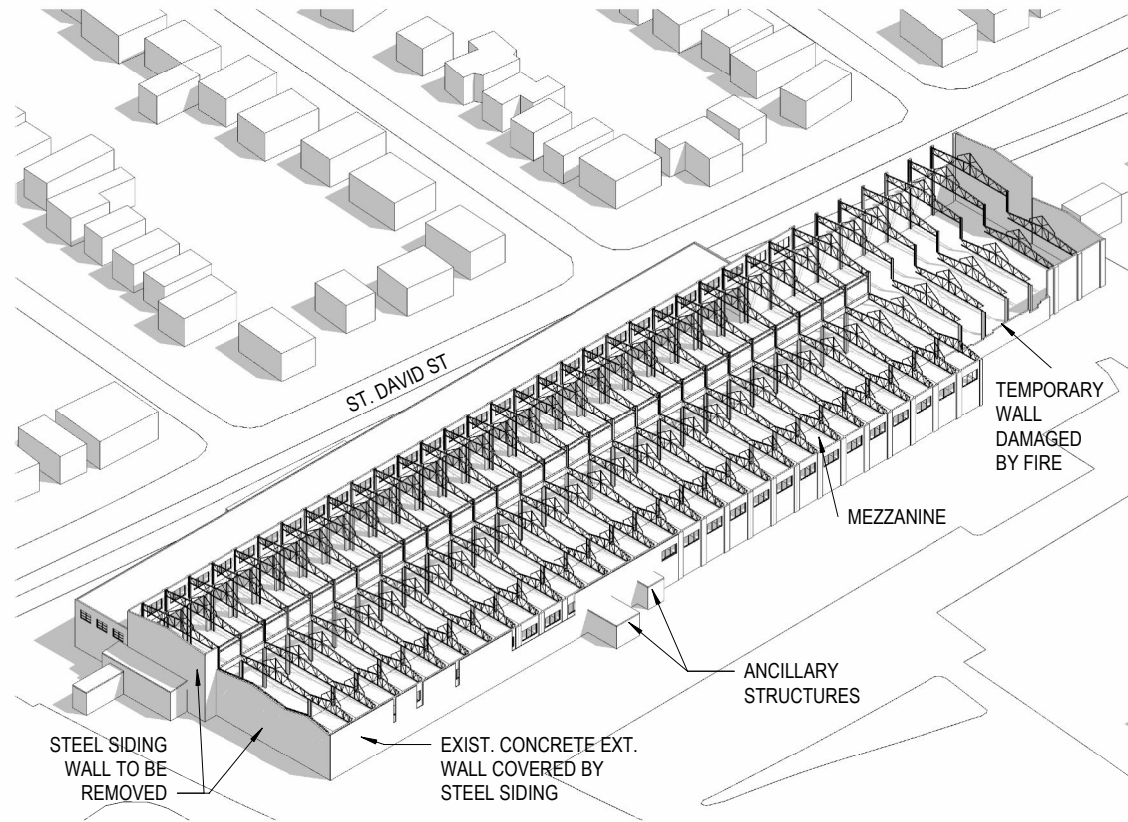 ST. DAVID ST
TEMPORARY
WALL
DAMAGED
BY FIRE
MEZZANINE
ANCILLARY
STRUCTURES
STEEL SIDING
WALL TO BE
REMOVED
EXIST. CONCRETE EXT.
WALL COVERED BY
STEEL SIDING